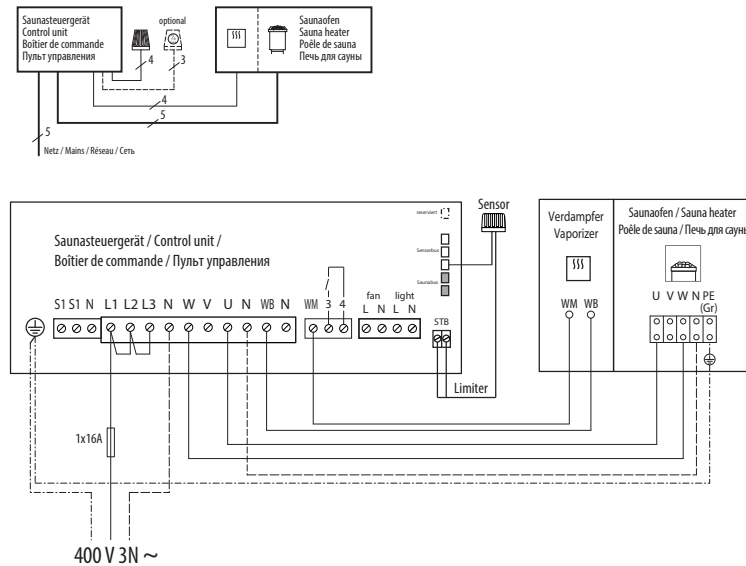 Saunasteuergerät
Control unit
Boîtier de commande
Пульт управления
optional
Saunaofen
Sauna heater
Poêle de sauna
Печь для сауны
4
3
4
5
5
Netz / Mains / Réseau / Сеть
Saunasteuergerät / Control unit /
Boîtier de commande / Пульт управления
reserviert
Sensorbus
Saunabus
Sensor
Verdampfer
Vaporizer
Saunaofen / Sauna heater
Poêle de sauna / Печь для сауны
S1 S1 N L1 L2 L3 N W V U N WB N
WM 3 4
fan light
L N L N
STB
WM WB
U V W N PE
(Gr)
Limiter
1x16A
400 V 3N ~